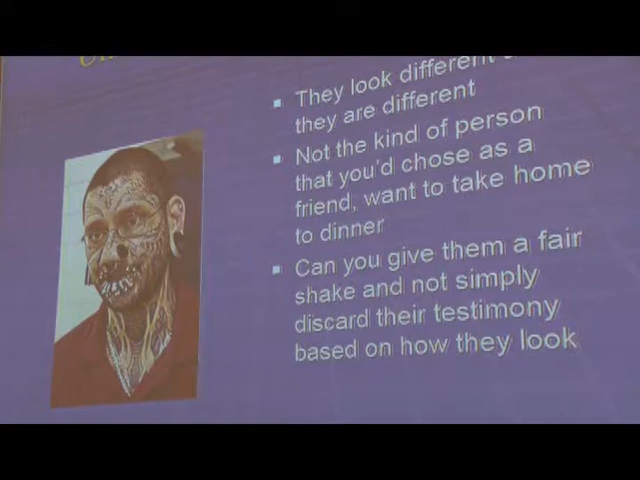 They look different
they are different
Not the kind of person
that you'd chose as a
friend, want to take home
to dinner
Can you give them a fair
shake and not simply
discard their testimony
based on how they look